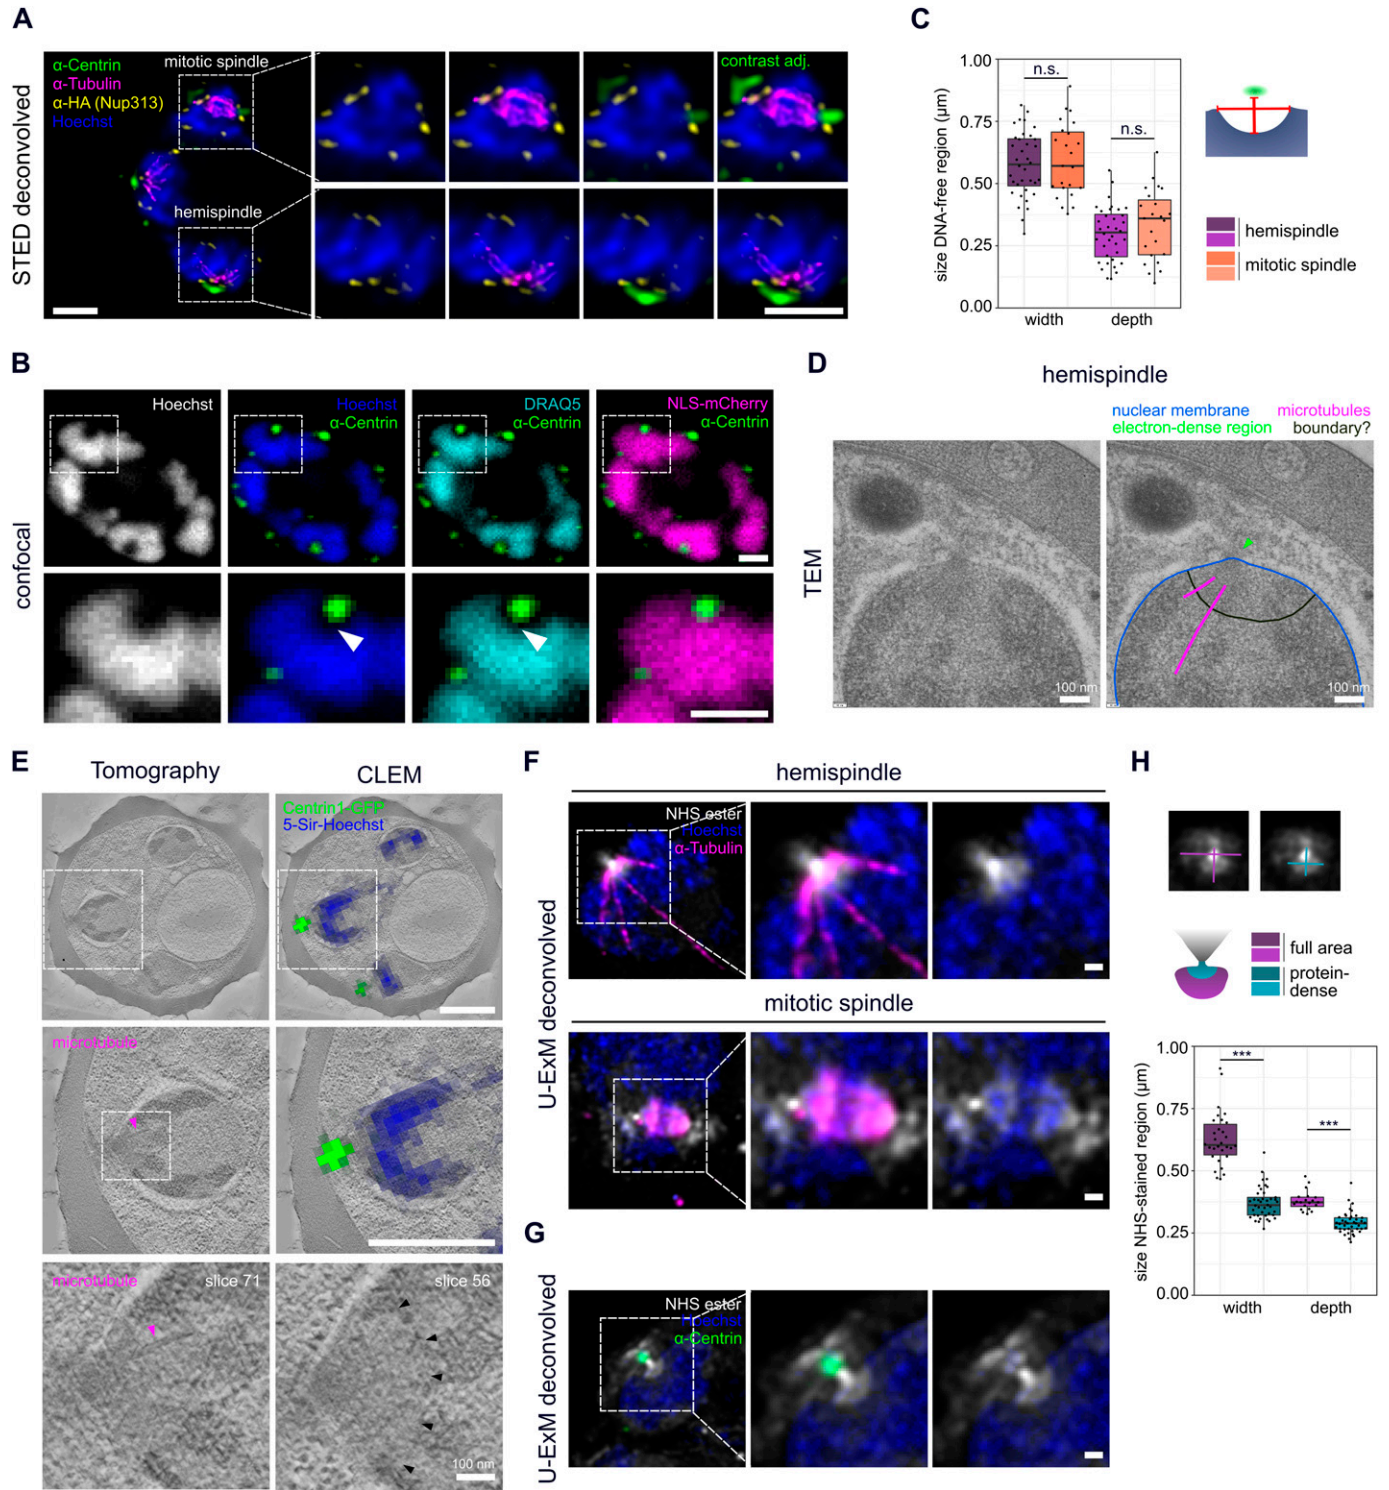 A
STED deconvolved
α-Centrin
α-Tubulin
α-HA (Nup313)
Hoechst
mitotic spindle
hemispindle
contrast adj.
B
confocal
Hoechst
Hoechst
α-Centrin
DRAQ5
α-Centrin
NLS-mCherry
α-Centrin
C
size DNA-free region (µm)
1.00
0.75
0.50
0.25
0.00
n.s.
n.s.
width
depth
hemispindle
mitotic spindle
D
hemispindle
TEM
nuclear membrane
electron-dense region
microtubules
boundary?
100 nm
100 nm
E
Tomography
CLEM
Centrin1-GFP
5-Sir-Hoechst
microtubule
microtubule
slice 71
slice 56
100 nm
F
hemispindle
U-ExM deconvolved
NHS ester
Hoechst
α-Tubulin
mitotic spindle
G
U-ExM deconvolved
NHS ester
Hoechst
α-Centrin
H
full area
protein-
dense
size NHS-stained region (µm)
1.00
0.75
0.50
0.25
0.00
***
***
width
depth